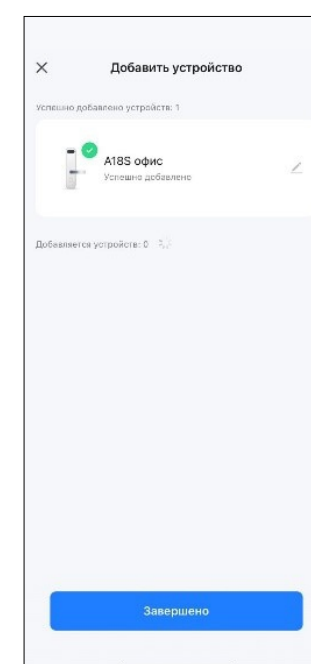 Добавить устройство
Успешно добавлено устройств: 1
A18S офис
Успешно добавлено
Добавляется устройств: 0
Завершено